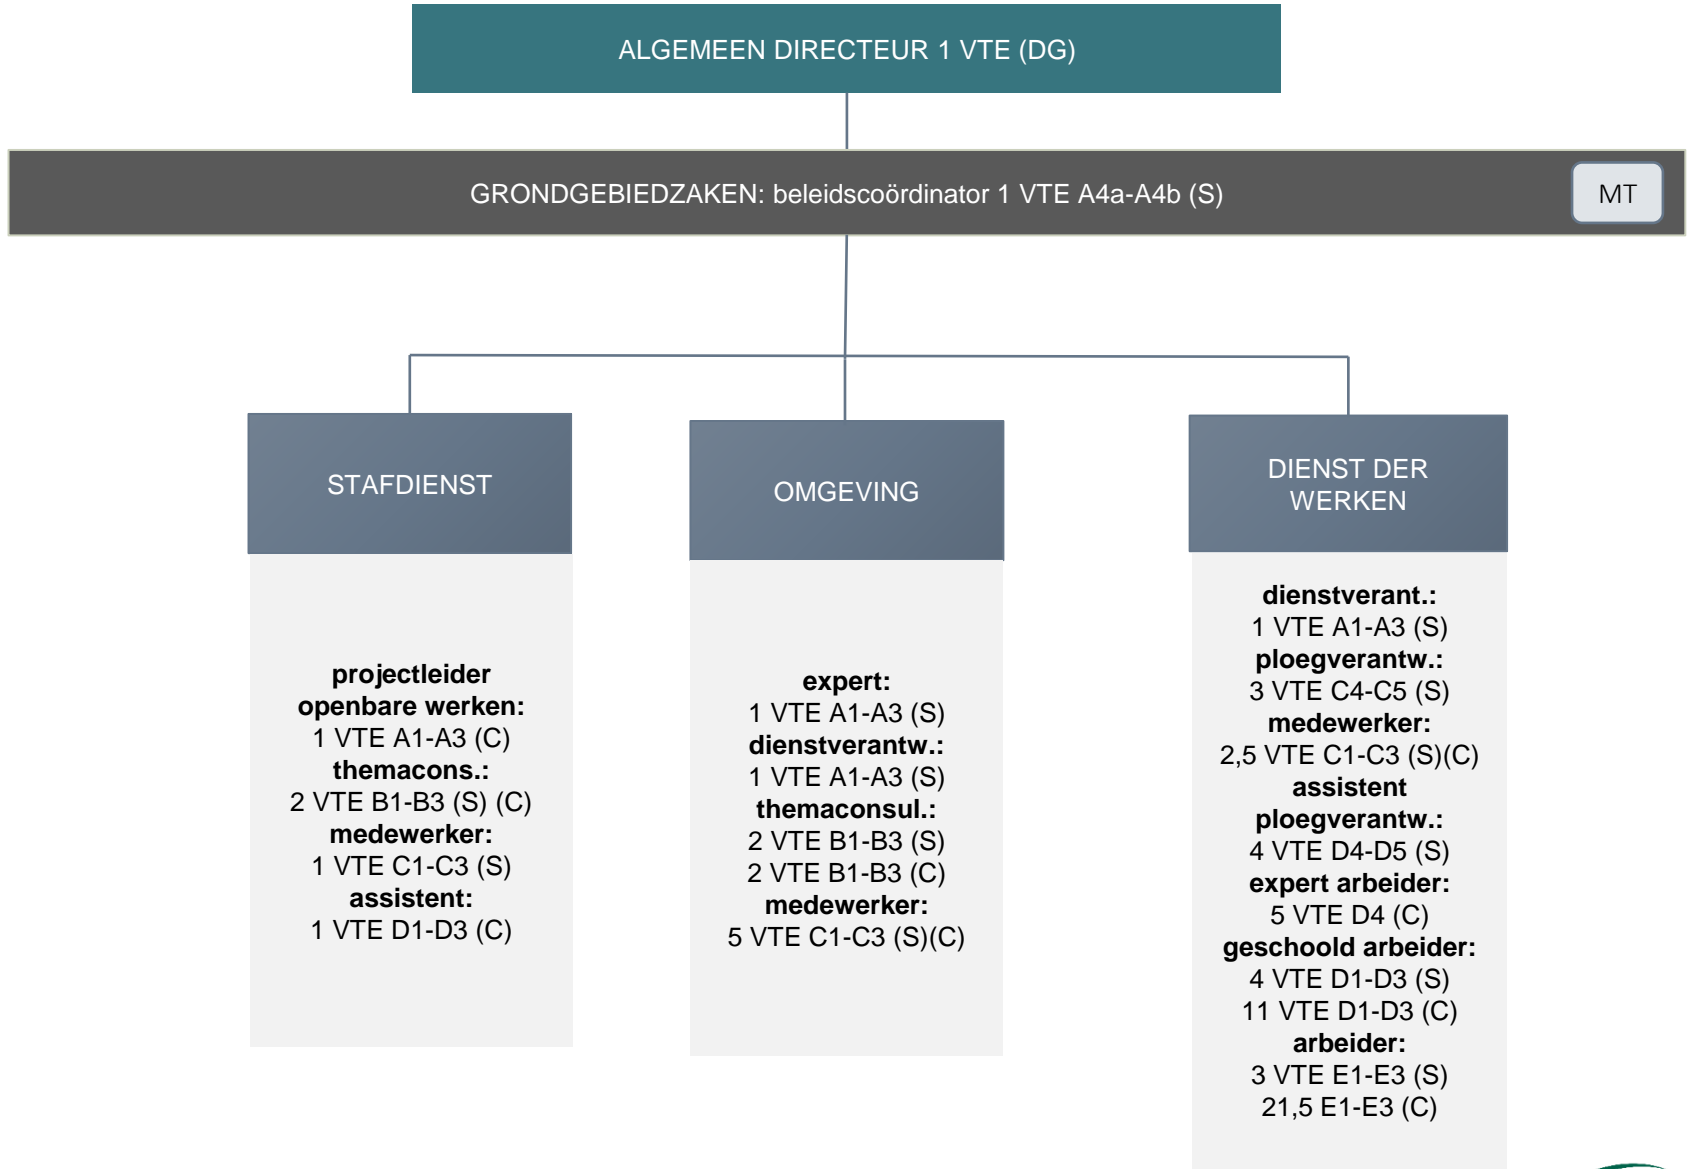 ALGEMEEN DIRECTEUR 1 VTE (DG)
GRONDGEBIEDZAKEN: beleidscoördinator 1 VTE A4a-A4b (S)
MT
STAFDIENST
projectleider
openbare werken:
1 VTE A1-A3 (C)
themacons.:
2 VTE B1-B3 (S) (C)
medewerker:
1 VTE C1-C3 (S)
assistent:
1 VTE D1-D3 (C)
OMGEVING
expert:
1 VTE A1-A3 (S)
dienstverantw.:
1 VTE A1-A3 (S)
themaconsul.:
2 VTE B1-B3 (S)
2 VTE B1-B3 (C)
medewerker:
5 VTE C1-C3 (S)(C)
DIENST DER
WERKEN
dienstverant.:
1 VTE A1-A3 (S)
ploegverantw.:
3 VTE C4-C5 (S)
medewerker:
2,5 VTE C1-C3 (S)(C)
assistent
ploegverantw.:
4 VTE D4-D5 (S)
expert arbeider:
5 VTE D4 (C)
geschoold arbeider:
4 VTE D1-D3 (S)
11 VTE D1-D3 (C)
arbeider:
3 VTE E1-E3 (S)
21,5 E1-E3 (C)